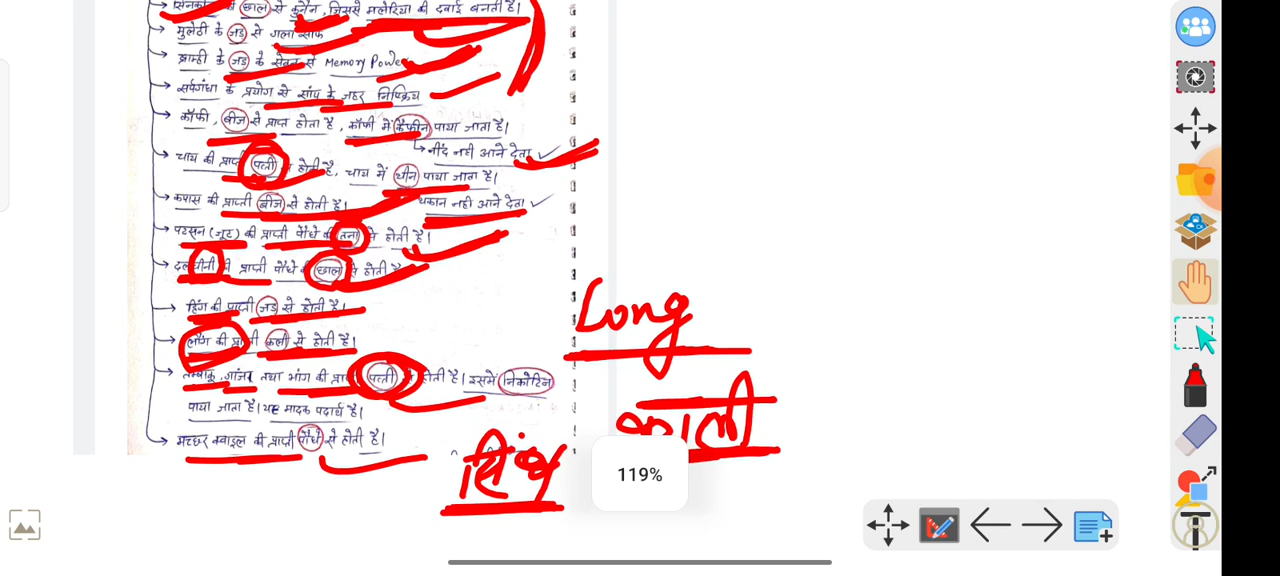 सिनकोना की छाल से कुनैन, जिससे मलेरिया की दवाई बनती है।
मुलेठी के जड़ से गला साफ
ब्राम्ही के जड़ के सेवन से Memory Power
सर्पगंधा के प्रयोग से सांप के जहर निष्क्रिय
कॉफी, बीज से प्राप्त होता है, कॉफी में कैफीन पाया जाता है।
नींद नही आने देता
चाय की प्राप्ती पत्ती से होती है, चाय में थीन पाया जाता है।
कपास की प्राप्ती बीज से होती है।
थकान नही आने देता
पटसन (जूट) की प्राप्ती पौधे की तना से होती है।
दलचीनी की प्राप्ती पौधे की छाल से होती है
हिंग की प्राप्ती जड़ से होती है।
लौंग की प्राप्ती कली से होती है।
Long
तम्बाकू, गांजा तथा भांग की प्राप्ती पत्ती से होती है। इसमें निकोटिन
पाया जाता है। यह मादक पदार्थ है।
काली
मच्छर क्वाइल की प्राप्ती पौधे से होती है।
119%